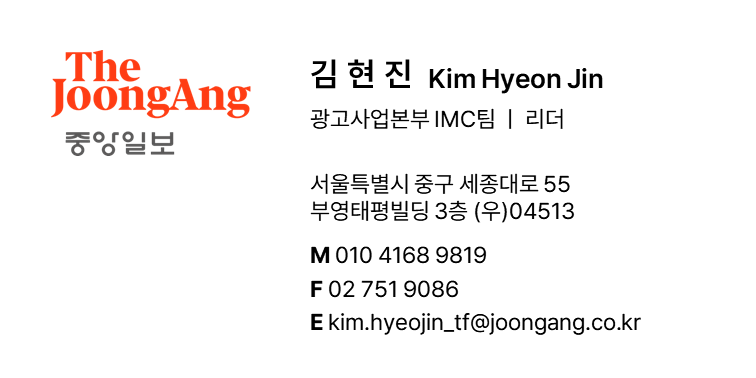 The
JoongAng
중앙일보
김현진 Kim Hyeon Jin
광고사업본부 IMC팀 | 리더
서울특별시 중구 세종대로 55
부영태평빌딩 3층 (우)04513
M 010 4168 9819
F 02 751 9086
E kim.hyeojin_tf@joongang.co.kr